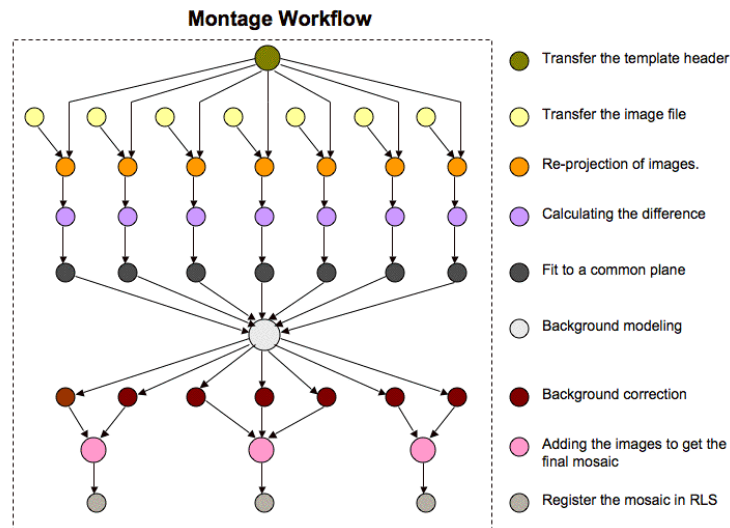 Montage Workflow
Transfer the template header
Transfer the image file
Re-projection of images.
Calculating the difference
Fit to a common plane
Background modeling
Background correction
Adding the images to get the
final mosaic
Register the mosaic in RLS